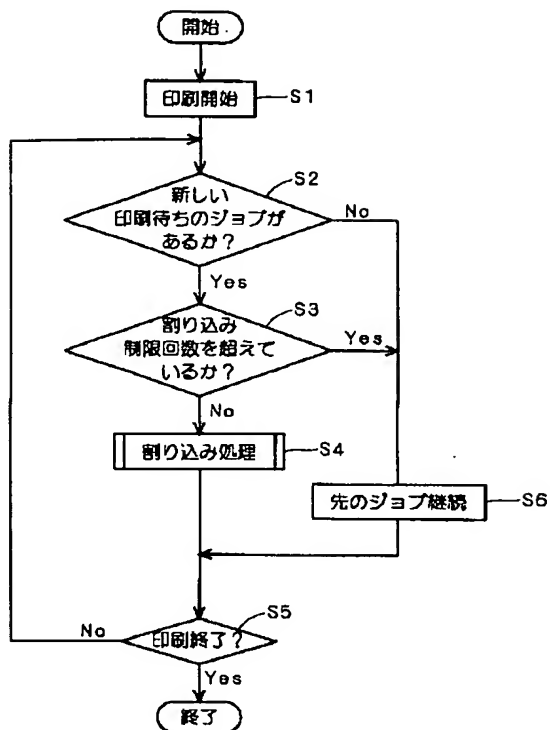 開始
印刷開始
S1
S2
新しい
印刷待ちのジョブが
あるか?
No
Yes
S3
割り込み
制限回数を超えて
いるか?
Yes
No
割り込み処理
S4
先のジョブ継続
S6
S5
印刷終了?
No
Yes
終了